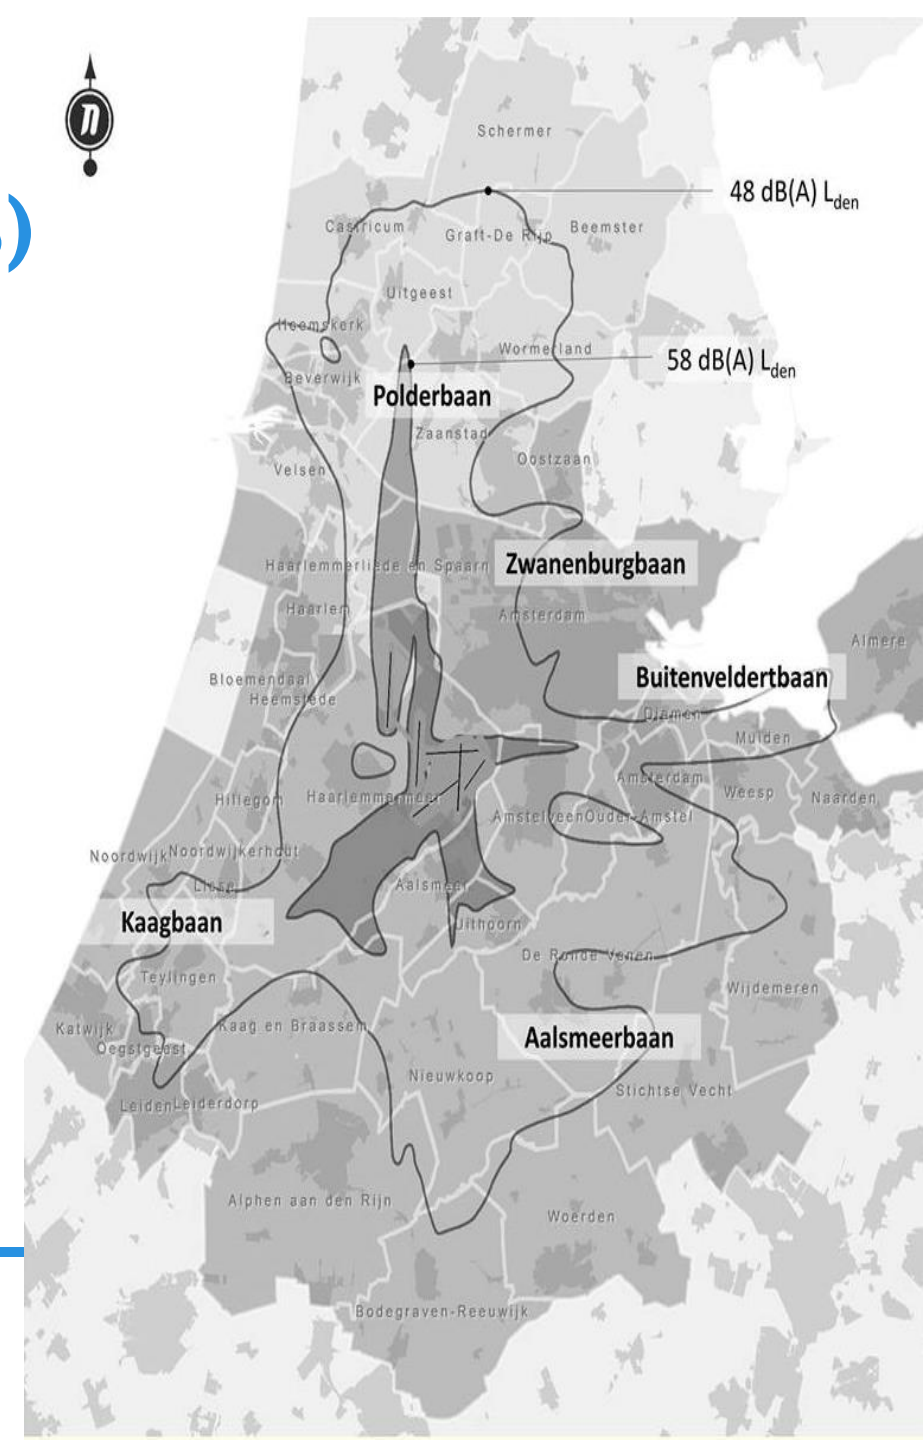 )
n
Schermer
48 dB(A) Lden
Castricum
Graft-De Rijp
Beemster
Uitgeest
Heemskerk
Wormerland
58 dB(A) Lden
Beverwijk
Polderbaan
Zaanstad
Oostzaan
Velsen
Zwanenburgbaan
Haarlemmerliede en Spaarn
Haarlem
Amsterdam
Almere
Buitenveldertbaan
Bloemendaal
Heemstede
Diemen
Muiden
Amsterdam
Weesp
Naarden
Hillegom
Haarlemmermeer
Amstelveen
Ouder-Amstel
Noordwijk
Noordwijkerhout
Lisse
Aalsmeer
Kaagbaan
Uithoorn
De Ronde Venen
Teylingen
Wijdemeren
Katwijk
Kaag en Braassem
Oegstgeest
Aalsmeerbaan
Nieuwkoop
Stichtse Vecht
Leiden
Leiderdorp
Alphen aan den Rijn
Woerden
Bodegraven-Reeuwijk